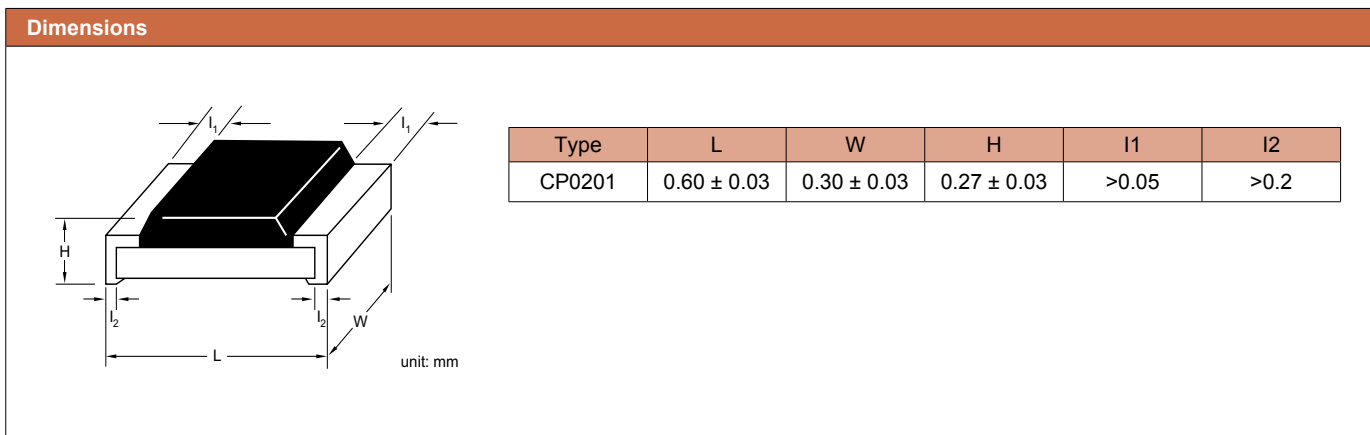 Dimensions
l1 l1
H
l2 l2
W
L
unit: mm
Type L W H I1 I2
CP0201 0.60 ± 0.03 0.30 ± 0.03 0.27 ± 0.03 >0.05 >0.2